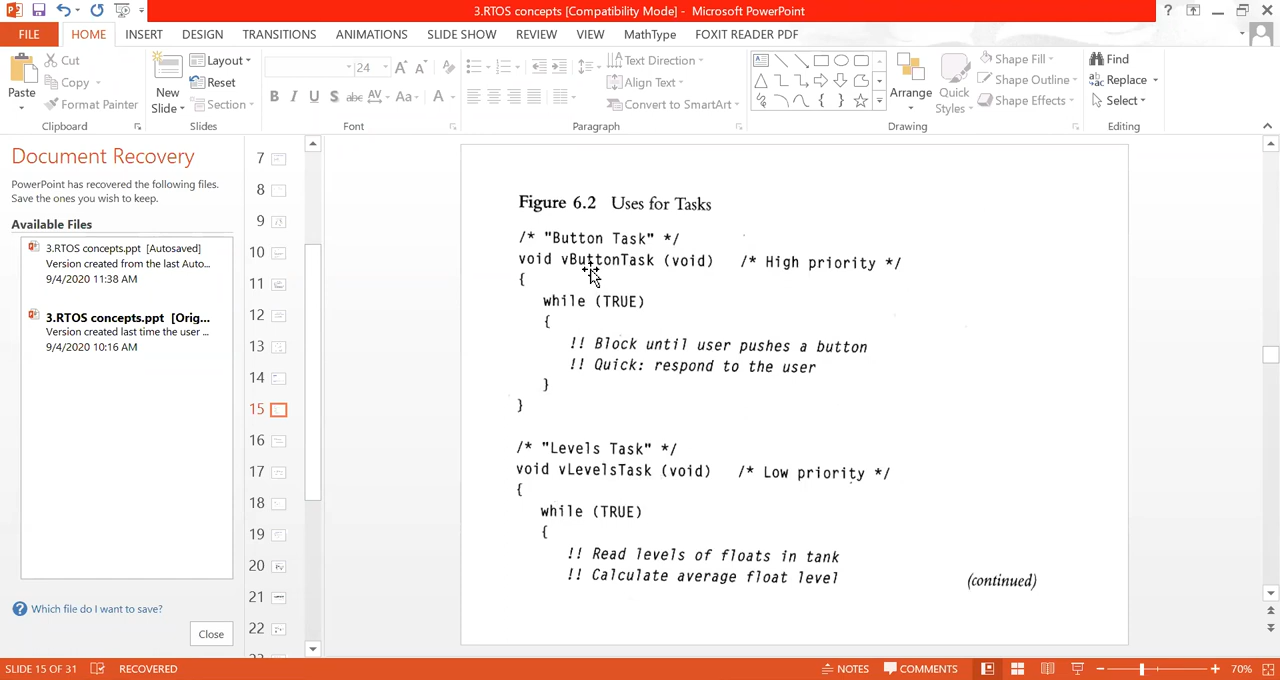 3.RTOS concepts [Compatibility Mode] - Microsoft PowerPoint
FILE HOME INSERT DESIGN TRANSITIONS ANIMATIONS SLIDE SHOW REVIEW VIEW MathType FOXIT READER PDF
Paste
Cut
Copy
Format Painter
Clipboard
New
Slide
Layout
Reset
Section
Slides
24
B I U S abc AV Aa A
Font
Text Direction
Align Text
Convert to SmartArt
Paragraph
Arrange
Quick
Styles
Shape Fill
Shape Outline
Shape Effects
Drawing
Find
Replace
Select
Editing
Document Recovery
PowerPoint has recovered the following files.
Save the ones you wish to keep.
Available Files
3.RTOS concepts.ppt [Autosaved]
Version created from the last Auto...
9/4/2020 11:38 AM
3.RTOS concepts.ppt [Orig...
Version created last time the user ...
9/4/2020 10:16 AM
Which file do I want to save?
Close
7
8
9
10
11
12
13
14
15
16
17
18
19
20
21
22
Figure 6.2 Uses for Tasks
/* "Button Task" */
void vButtonTask (void) /* High priority */
{
while (TRUE)
{
!! Block until user pushes a button
!! Quick: respond to the user
}
}
/* "Levels Task" */
void vLevelsTask (void) /* Low priority */
{
while (TRUE)
{
!! Read levels of floats in tank
!! Calculate average float level
(continued)
SLIDE 15 OF 31 RECOVERED NOTES COMMENTS 70%